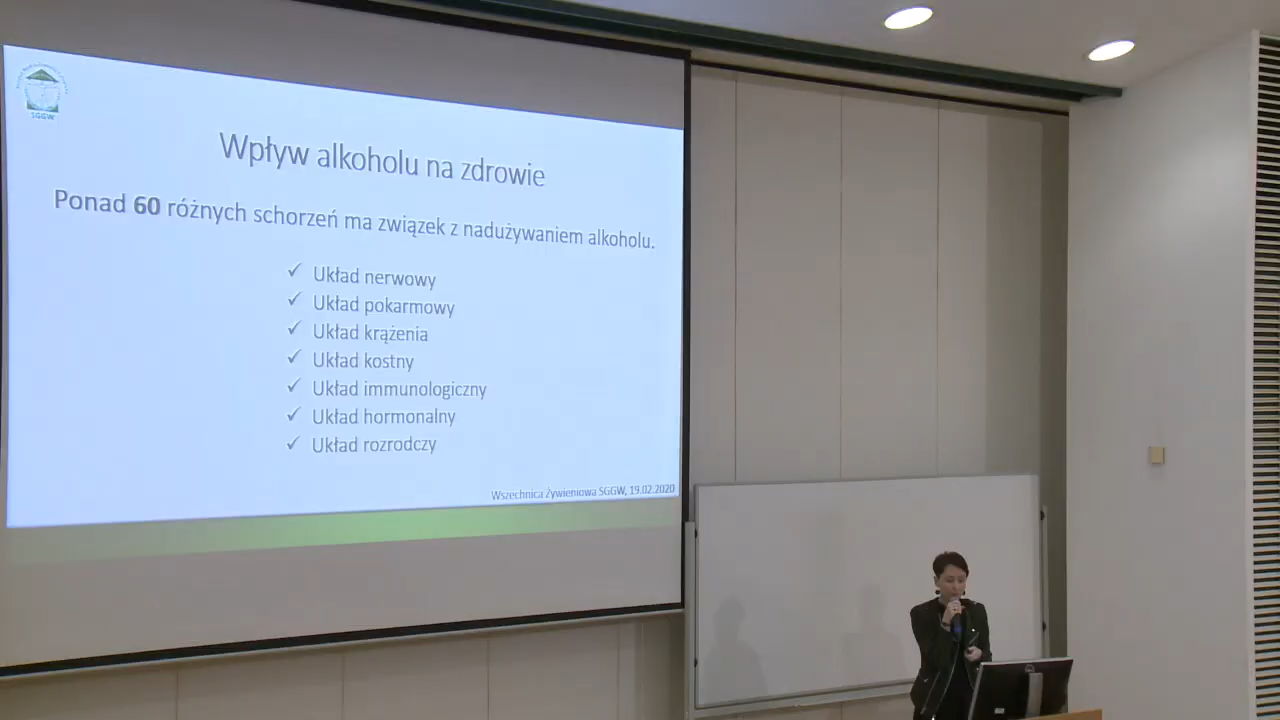 SGGW
Wpływ alkoholu na zdrowie
Ponad 60 różnych schorzeń ma związek z nadużywaniem alkoholu.
✓ Układ nerwowy
✓ Układ pokarmowy
✓ Układ krążenia
✓ Układ kostny
✓ Układ immunologiczny
✓ Układ hormonalny
✓ Układ rozrodczy
Wszechnica Żywieniowa SGGW, 19.02.2020